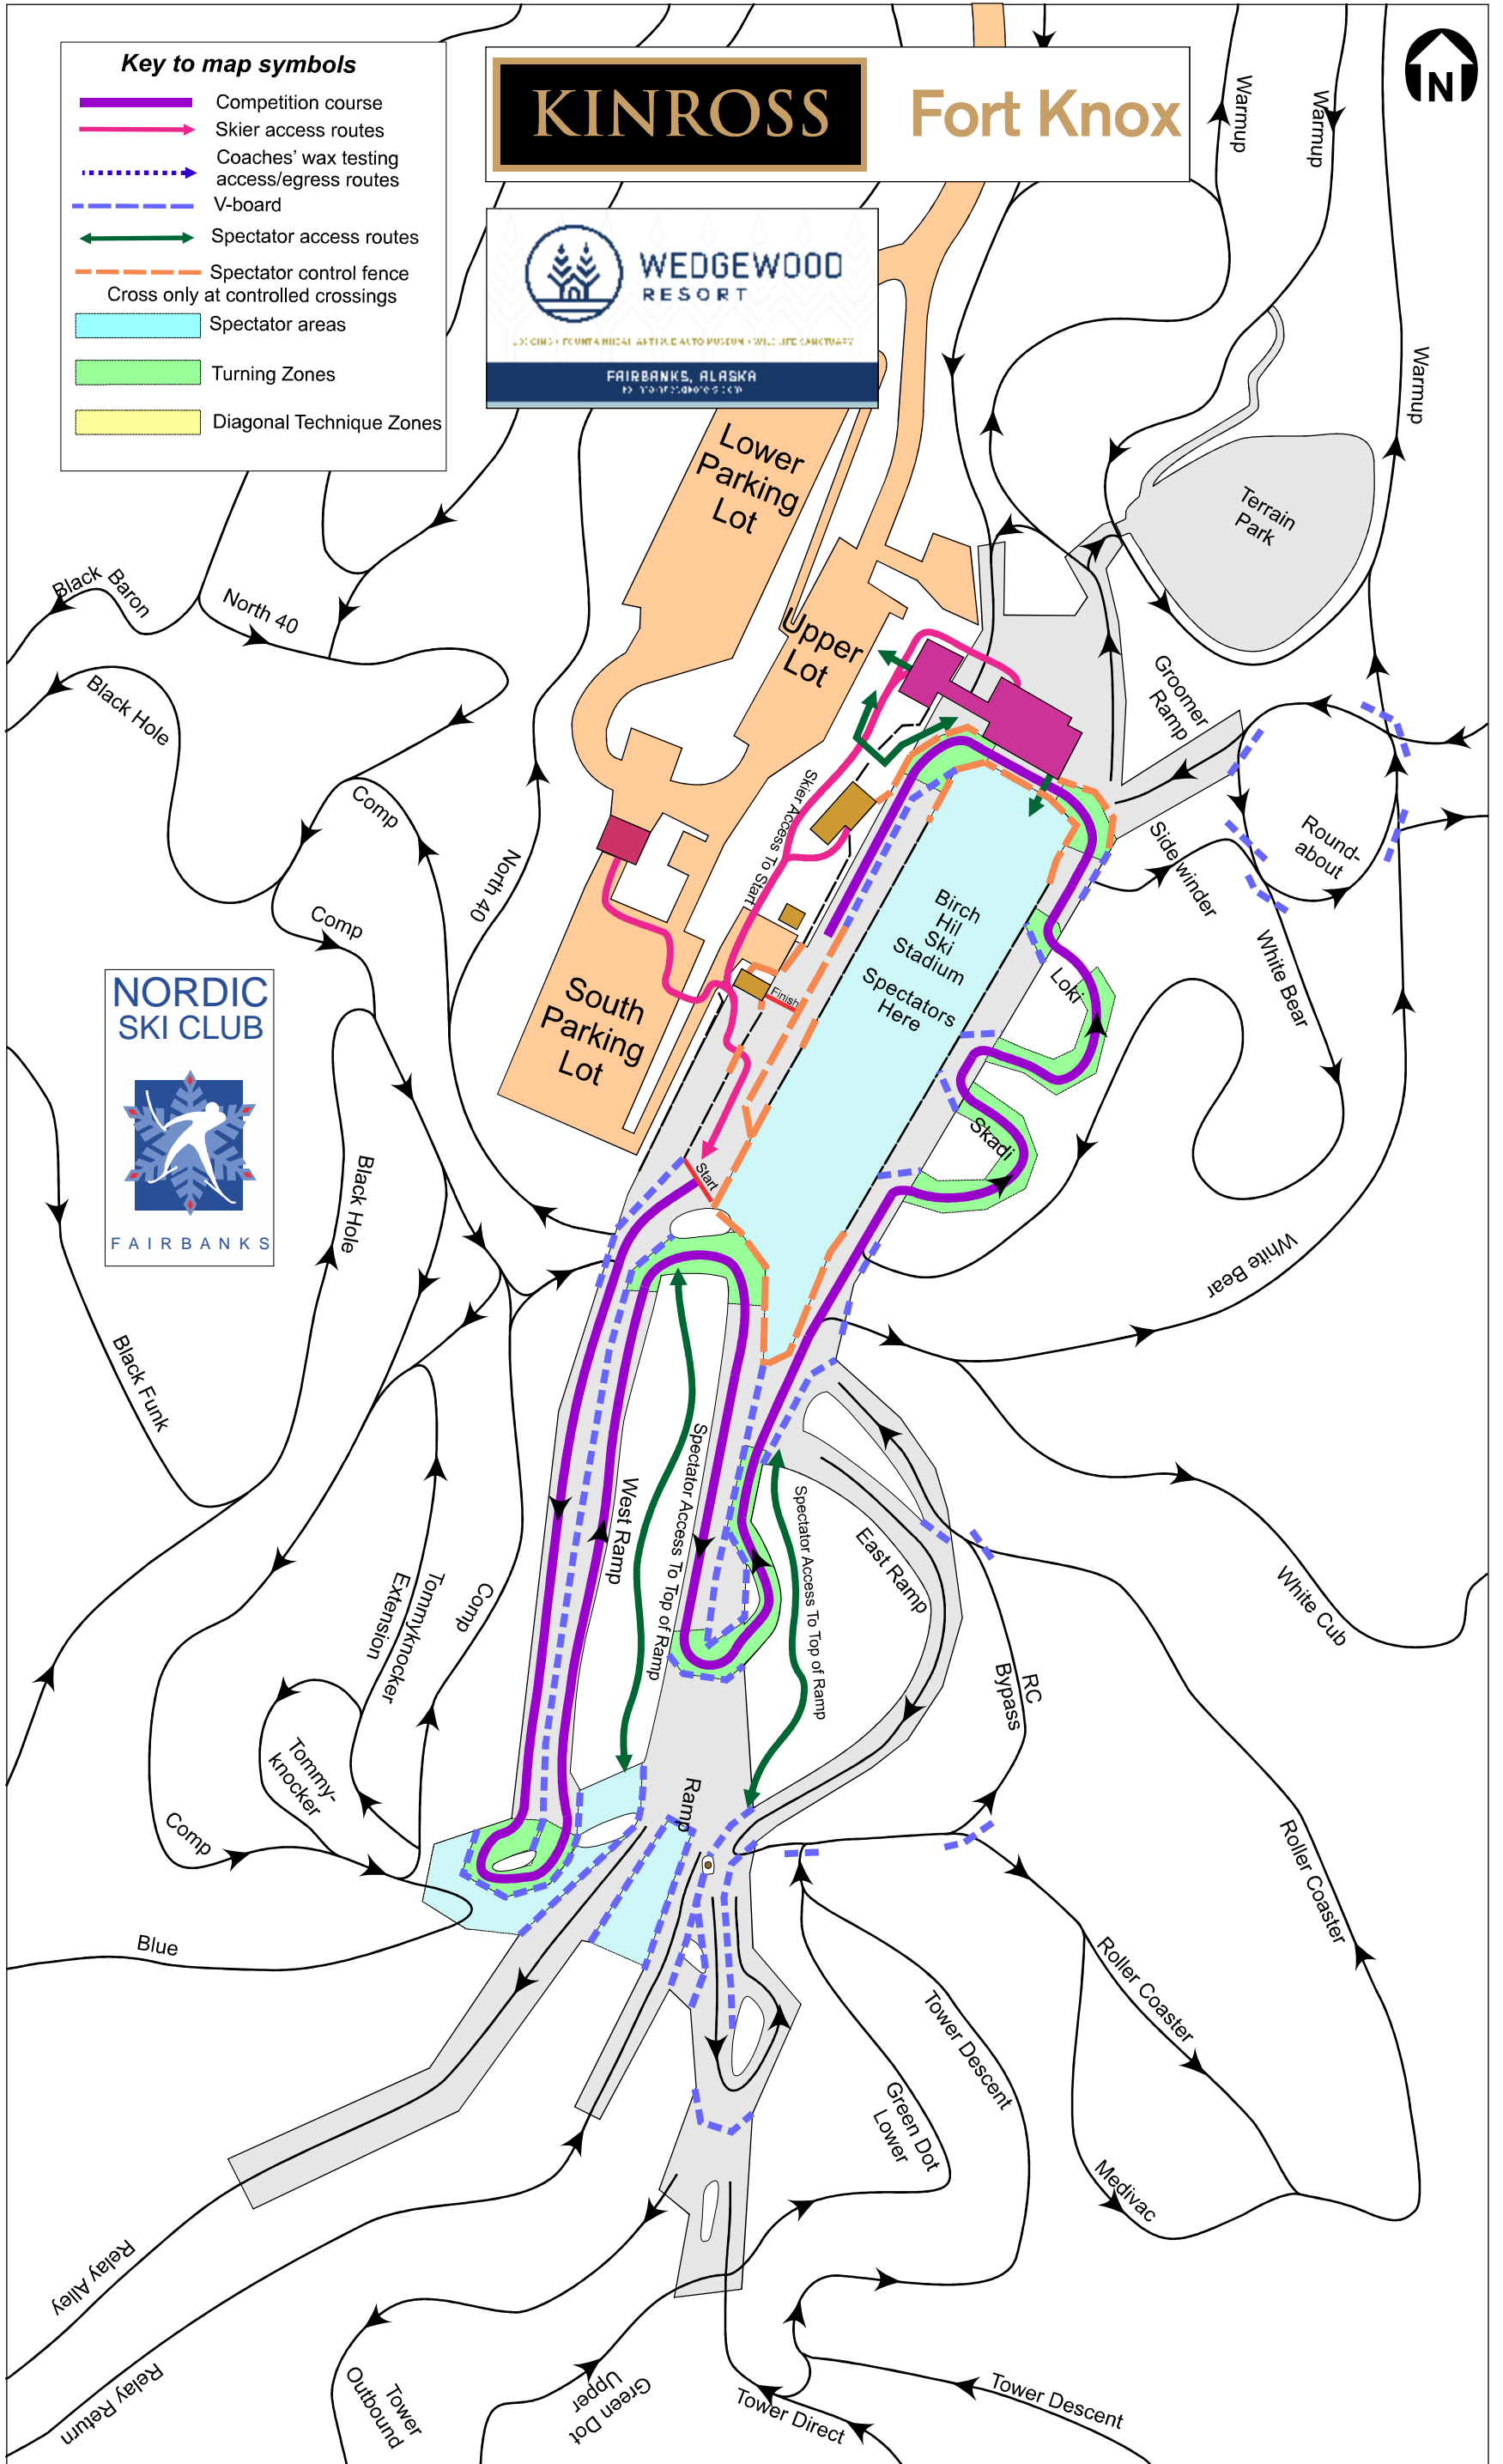 Key to map symbols
Competition course
Skier access routes
Coaches' wax testing
access/egress routes
V-board
Spectator access routes
Spectator control fence
Cross only at controlled crossings
Spectator areas
Turning Zones
Diagonal Technique Zones
KINROSS
Fort Knox
N
WEDGEWOOD
RESORT
FAIRBANKS, ALASKA
Warmup
Warmup
Warmup
Lower
Parking
Lot
Terrain
Park
Black Baron
North 40
Upper
Lot
Groomer
Ramp
Black Hole
Comp
Skier Access To Start
Side winder
Round-
about
North 40
Comp
Birch
Hil
Ski
Stadium
Spectators
Here
White Bear
NORDIC
SKI CLUB
FAIRBANKS
South
Parking
Lot
Finish
Loki
Skadi
Start
Black Hole
White Bear
Black Funk
West Ramp
Spectator Access To Top of Ramp
Spectator Access To Top of Ramp
East Ramp
White Cub
Tommyknocker
Extension
Comp
RC
Bypass
Tommy-
knocker
Comp
Ramp
Roller Coaster
Blue
Roller Coaster
Tower Descent
Green Dot
Lower
Medivac
Relay Alley
Relay Return
Tower
Outbound
Green Dot
Upper
Tower Direct
Tower Descent